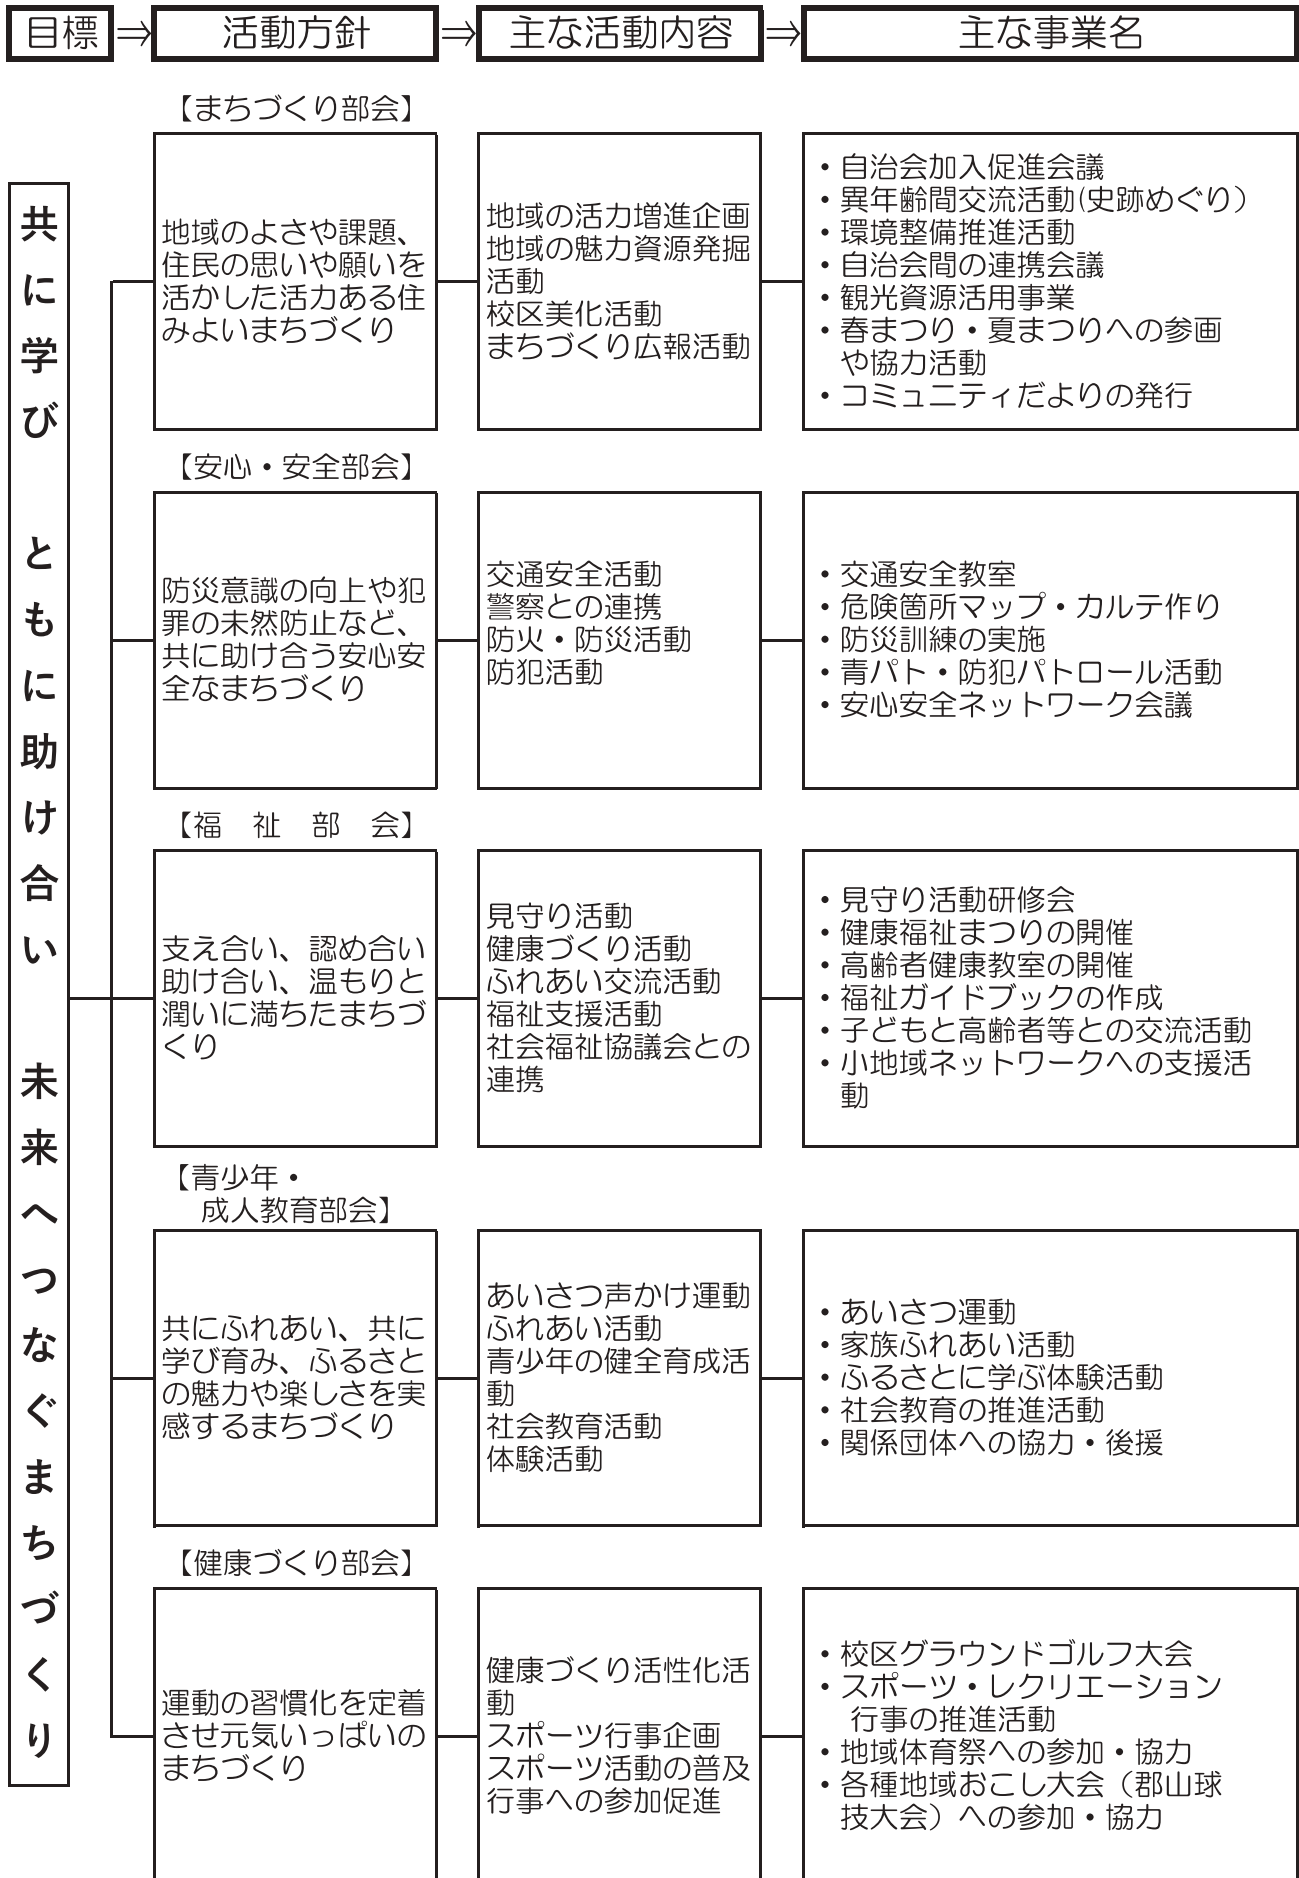 目標 ⇒ 活動方針 ⇒ 主な活動内容 ⇒ 主な事業名
共に学び　ともに助け合い　未来へつなぐまちづくり
【まちづくり部会】
地域のよさや課題、
住民の思いや願いを
活かした活力ある住
みよいまちづくり
地域の活力増進企画
地域の魅力資源発掘
活動
校区美化活動
まちづくり広報活動
・自治会加入促進会議
・異年齢間交流活動(史跡めぐり）
・環境整備推進活動
・自治会間の連携会議
・観光資源活用事業
・春まつり・夏まつりへの参画
や協力活動
・コミュニティだよりの発行
【安心・安全部会】
防災意識の向上や犯
罪の未然防止など、
共に助け合う安心安
全なまちづくり
交通安全活動
警察との連携
防火・防災活動
防犯活動
・交通安全教室
・危険箇所マップ・カルテ作り
・防災訓練の実施
・青パト・防犯パトロール活動
・安心安全ネットワーク会議
【福　祉　部　会】
支え合い、認め合い
助け合い、温もりと
潤いに満ちたまちづ
くり
見守り活動
健康づくり活動
ふれあい交流活動
福祉支援活動
社会福祉協議会との
連携
・見守り活動研修会
・健康福祉まつりの開催
・高齢者健康教室の開催
・福祉ガイドブックの作成
・子どもと高齢者等との交流活動
・小地域ネットワークへの支援活
動
【青少年・
成人教育部会】
共にふれあい、共に
学び育み、ふるさと
の魅力や楽しさを実
感するまちづくり
あいさつ声かけ運動
ふれあい活動
青少年の健全育成活
動
社会教育活動
体験活動
・あいさつ運動
・家族ふれあい活動
・ふるさとに学ぶ体験活動
・社会教育の推進活動
・関係団体への協力・後援
【健康づくり部会】
運動の習慣化を定着
させ元気いっぱいの
まちづくり
健康づくり活性化活
動
スポーツ行事企画
スポーツ活動の普及
行事への参加促進
・校区グラウンドゴルフ大会
・スポーツ・レクリエーション
行事の推進活動
・地域体育祭への参加・協力
・各種地域おこし大会（郡山球
技大会）への参加・協力